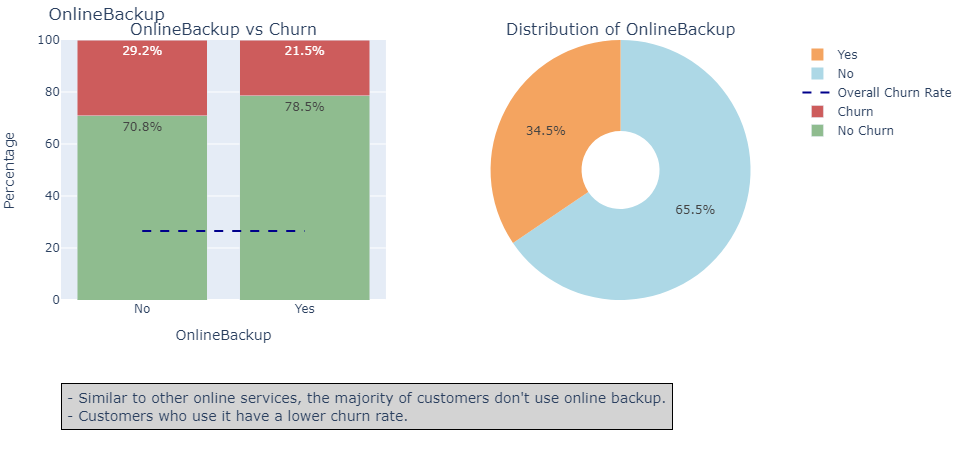 OnlineBackup
OnlineBackup vs Churn
Distribution of OnlineBackup
Percentage
100
80
60
40
20
0
29.2%
21.5%
70.8%
78.5%
No
Yes
OnlineBackup
34.5%
65.5%
Yes
No
Overall Churn Rate
Churn
No Churn
- Similar to other online services, the majority of customers don't use online backup.
- Customers who use it have a lower churn rate.